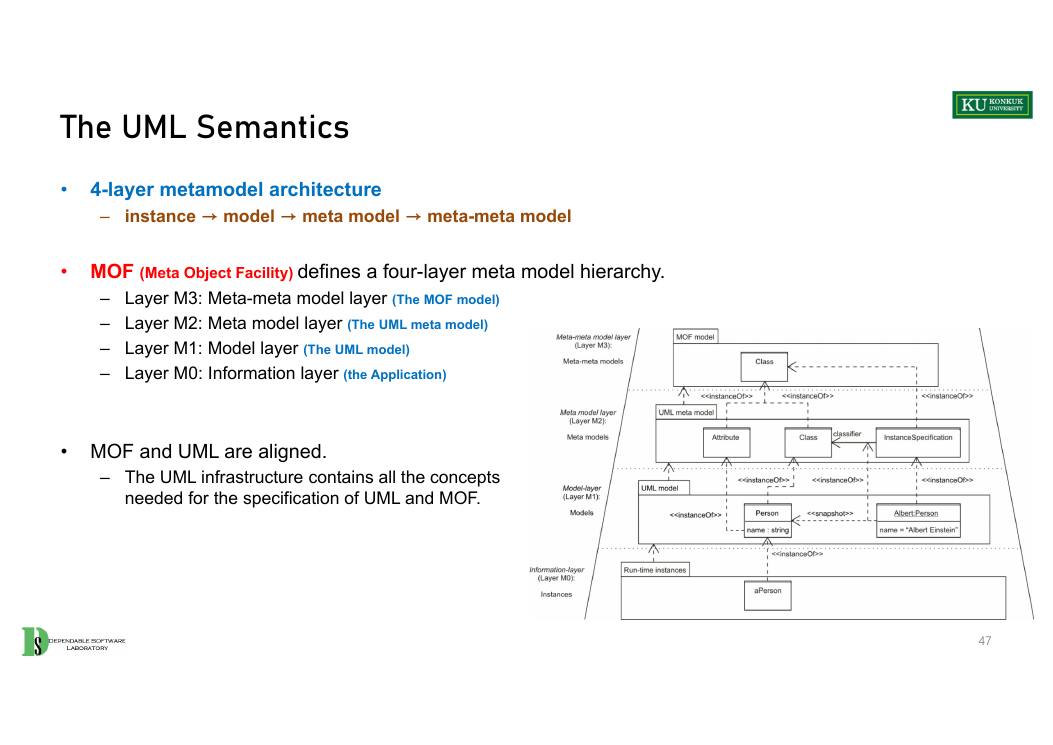 KU KONKUK
UNIVERSITY
The UML Semantics
• 4-layer metamodel architecture
– instance → model → meta model → meta-meta model
• MOF (Meta Object Facility) defines a four-layer meta model hierarchy.
– Layer M3: Meta-meta model layer (The MOF model)
– Layer M2: Meta model layer (The UML meta model)
– Layer M1: Model layer (The UML model)
– Layer M0: Information layer (the Application)
• MOF and UML are aligned.
– The UML infrastructure contains all the concepts
needed for the specification of UML and MOF.
Meta-meta model layer
(Layer M3):
Meta-meta models
MOF model
Class
<<instanceOf>>
<<instanceOf>>
<<instanceOf>>
Meta model layer
(Layer M2):
Meta models
UML meta model
Attribute
Class
classifier
InstanceSpecification
<<instanceOf>>
<<instanceOf>>
<<instanceOf>>
Model-layer
(Layer M1):
Models
UML model
<<instanceOf>>
Person
name : string
<<snapshot>>
Albert:Person
name = "Albert Einstein"
<<instanceOf>>
Information-layer
(Layer M0):
Instances
Run-time instances
aPerson
DS DEPENDABLE SOFTWARE
LABORATORY
47